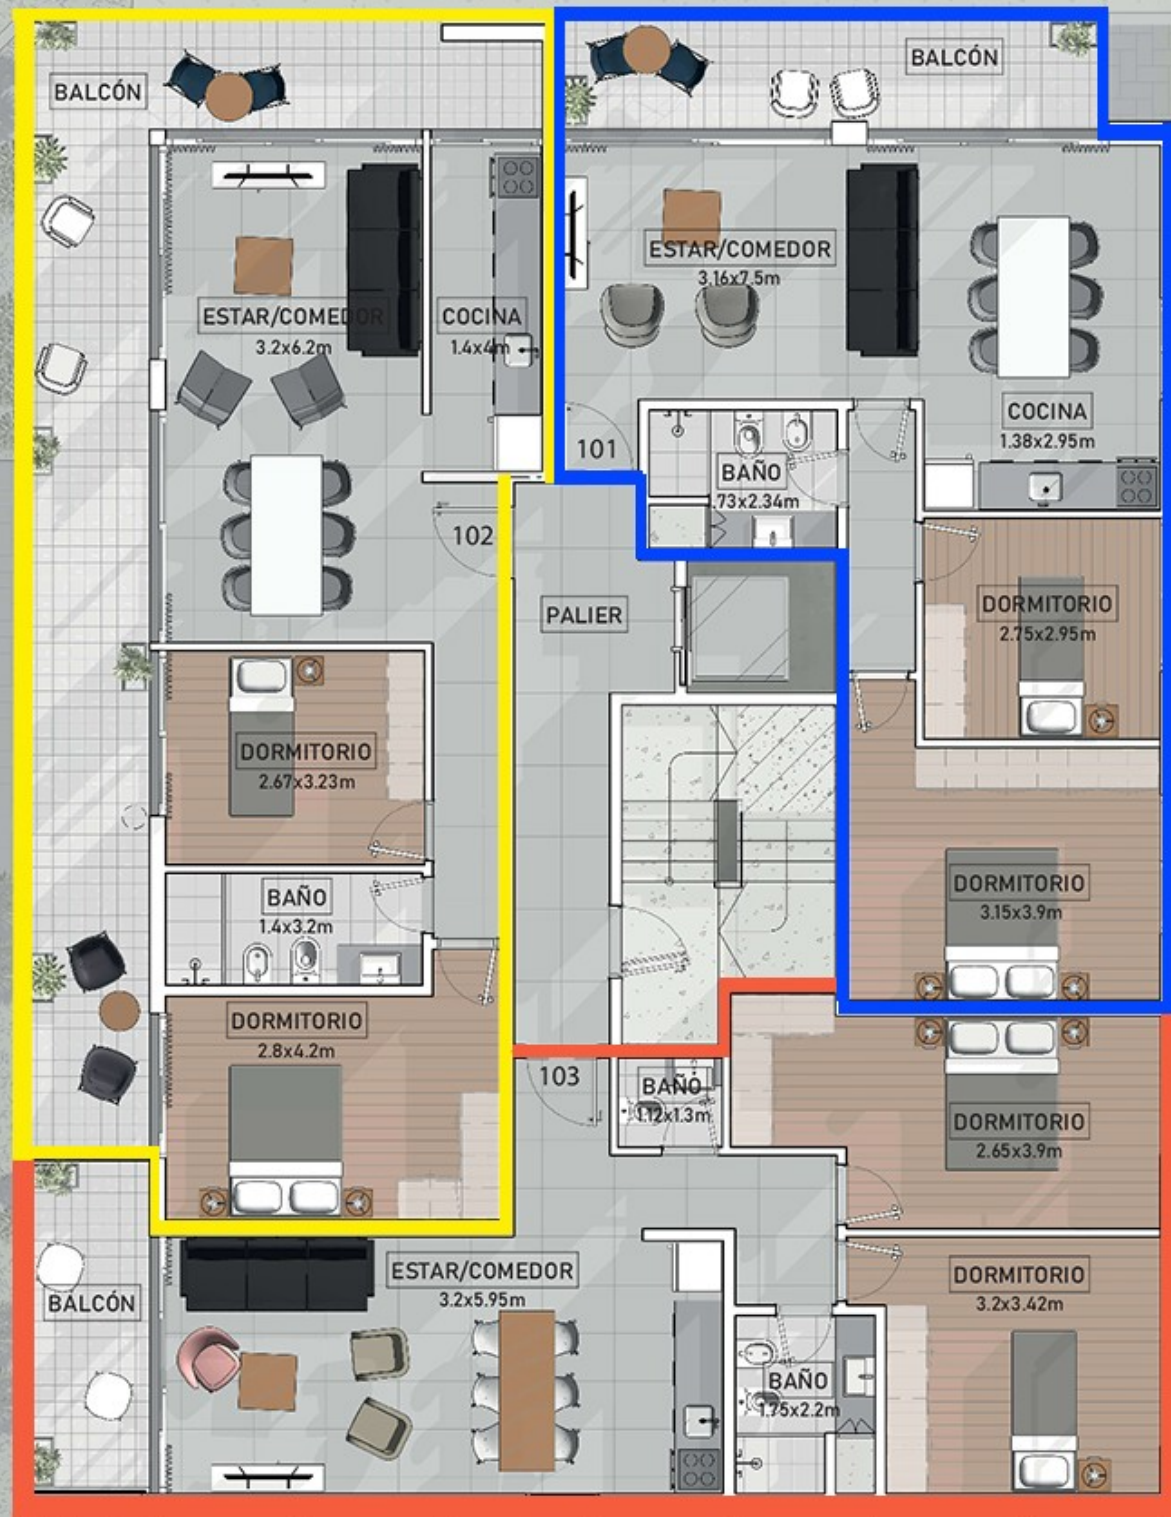 BALCÓN
BALCÓN
ESTAR/COMEDOR
3.16x7.5m
ESTAR/COMEDOR
3.2x6.2m
COCINA
1.4x4m
COCINA
1.38x2.95m
101
BAÑO
.73x2.34m
102
PALIER
DORMITORIO
2.75x2.95m
DORMITORIO
2.67x3.23m
DORMITORIO
3.15x3.9m
BAÑO
1.4x3.2m
DORMITORIO
2.8x4.2m
103
BAÑO
1.12x1.3m
DORMITORIO
2.65x3.9m
BALCÓN
ESTAR/COMEDOR
3.2x5.95m
DORMITORIO
3.2x3.42m
BAÑO
1.75x2.2m